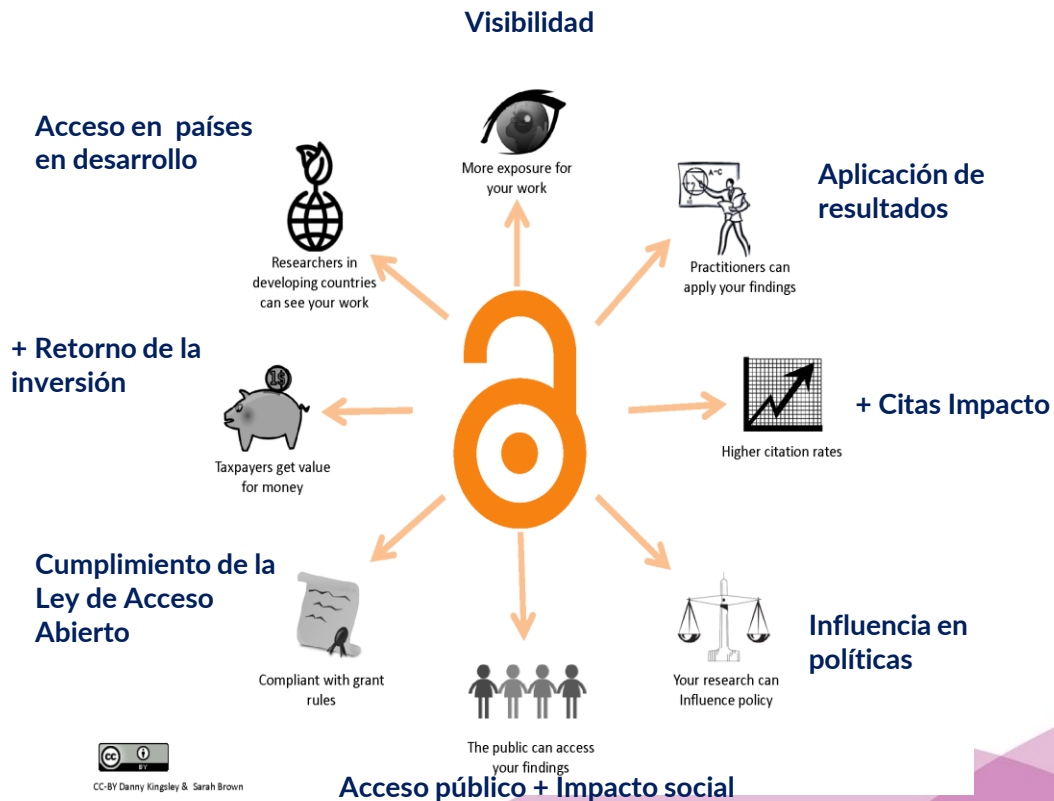 Visibilidad
More exposure for
your work
Acceso en países
en desarrollo
Researchers in
developing countries
can see your work
A-C
Practitioners can
apply your findings
Aplicación de
resultados
+ Retorno de la
inversión
1$
Taxpayers get value
for money
Higher citation rates
+ Citas Impacto
Cumplimiento de la
Ley de Acceso
Abierto
Compliant with grant
rules
The public can access
your findings
Acceso público + Impacto social
Your research can
Influence policy
Influencia en
políticas
cc
BY
CC-BY Danny Kingsley & Sarah Brown